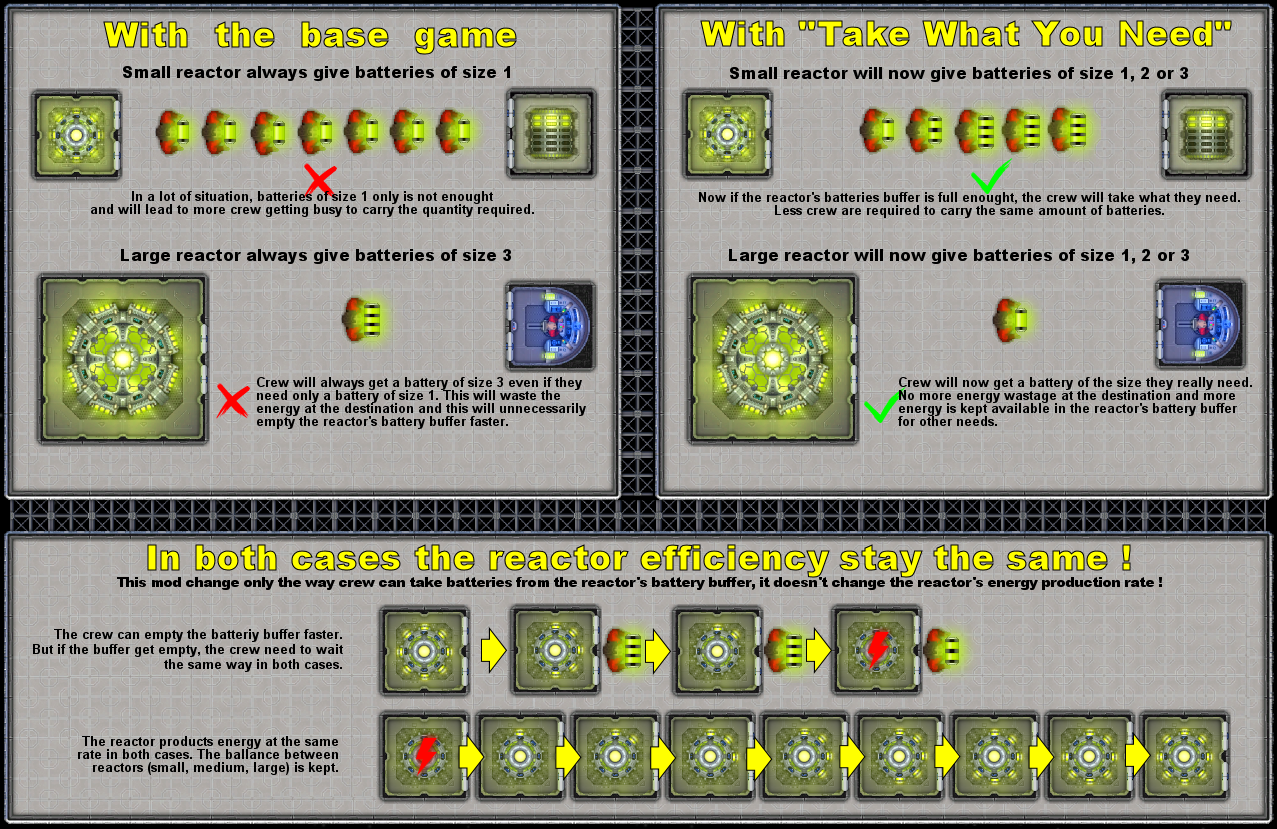 With the base game
Small reactor always give batteries of size 1
In a lot of situation, batteries of size 1 only is not enought
and will lead to more crew getting busy to carry the quantity required.
Large reactor always give batteries of size 3
Crew will always get a battery of size 3 even if they
need only a battery of size 1. This will waste the
energy at the destination and this will unnecessarily
empty the reactor's battery buffer faster.
With "Take What You Need"
Small reactor will now give batteries of size 1, 2 or 3
Now if the reactor's batteries buffer is full enought, the crew will take what they need.
Less crew are required to carry the same amount of batteries.
Large reactor will now give batteries of size 1, 2 or 3
Crew will now get a battery of the size they really need.
No more energy wastage at the destination and more
energy is kept available in the reactor's battery buffer
for other needs.
In both cases the reactor efficiency stay the same !
This mod change only the way crew can take batteries from the reactor's battery buffer, it doesn't change the reactor's energy production rate !
The crew can empty the batteriy buffer faster.
But if the buffer get empty, the crew need to wait
the same way in both cases.
The reactor products energy at the same
rate in both cases. The ballance between
reactors (small, medium, large) is kept.